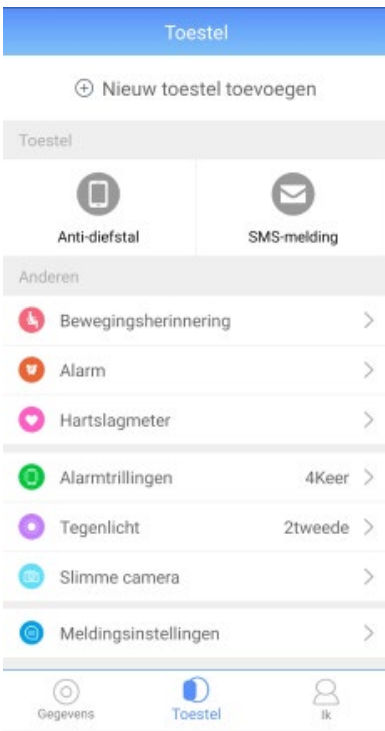 Toestel
Nieuw toestel toevoegen
Toestel
Anti-diefstal SMS-melding
Anderen
Bewegingsherinnering
Alarm
Hartslagmeter
Alarmtrillingen 4Keer
Tegenlicht 2tweede
Slimme camera
Meldingsinstellingen
Gegevens Toestel Ik